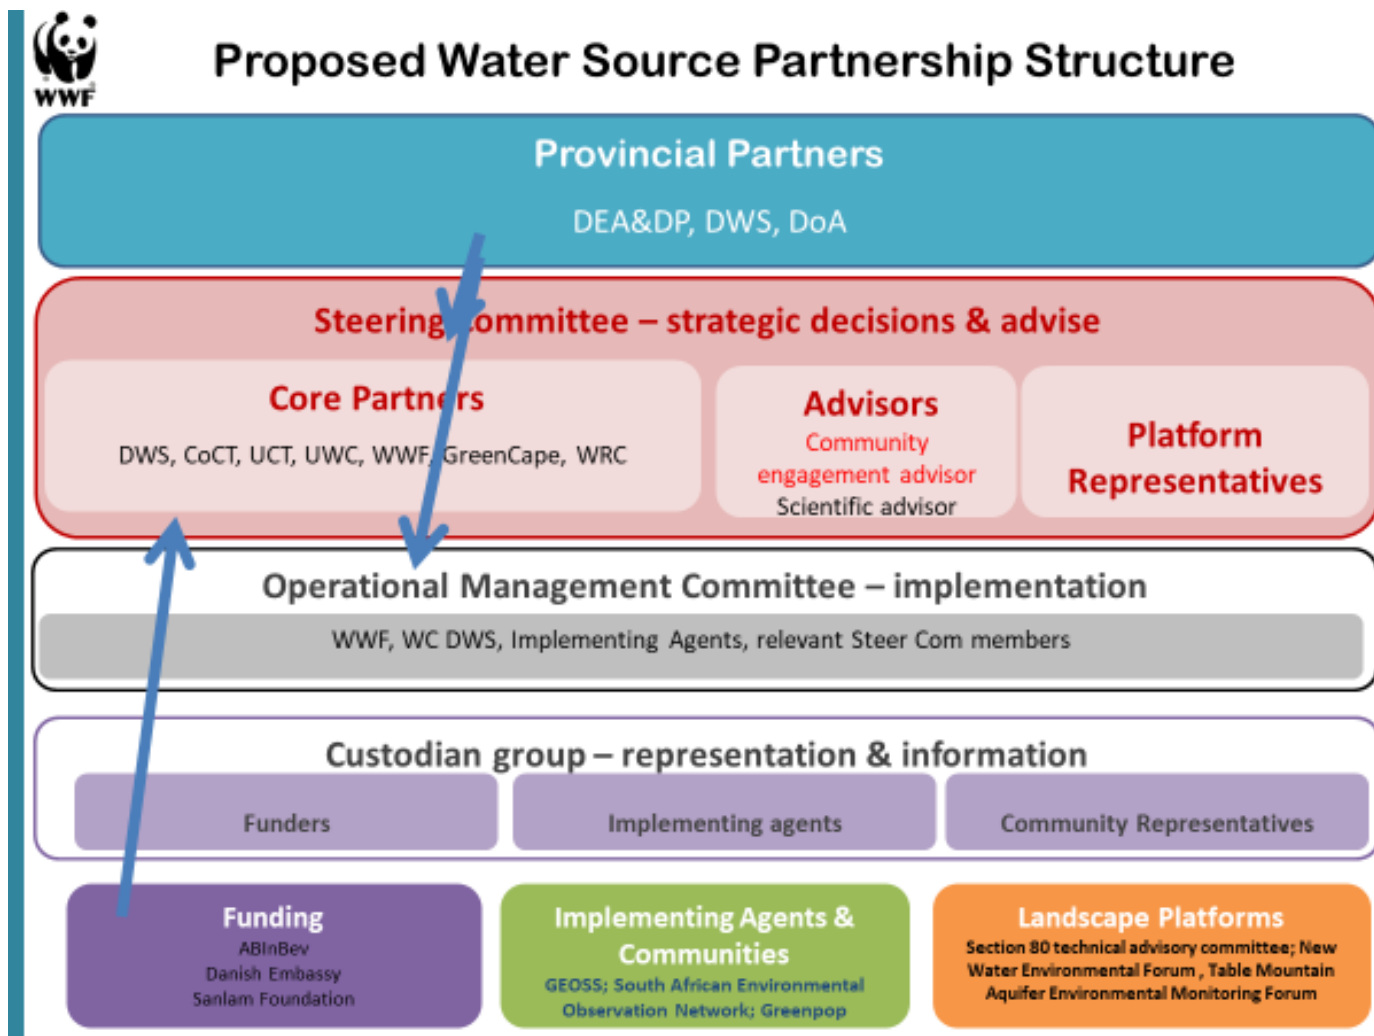 WWF
Proposed Water Source Partnership Structure
Provincial Partners
DEA&DP, DWS, DoA
Steering Committee – strategic decisions & advise
Core Partners
DWS, CoCT, UCT, UWC, WWF, GreenCape, WRC
Advisors
Community
engagement advisor
Scientific advisor
Platform
Representatives
Operational Management Committee – implementation
WWF, WC DWS, Implementing Agents, relevant Steer Com members
Custodian group – representation & information
Funders
Implementing agents
Community Representatives
Funding
ABInBev
Danish Embassy
Sanlam Foundation
Implementing Agents &
Communities
GEOSS; South African Environmental
Observation Network; Greenpop
Landscape Platforms
Section 80 technical advisory committee; New
Water Environmental Forum , Table Mountain
Aquifer Environmental Monitoring Forum